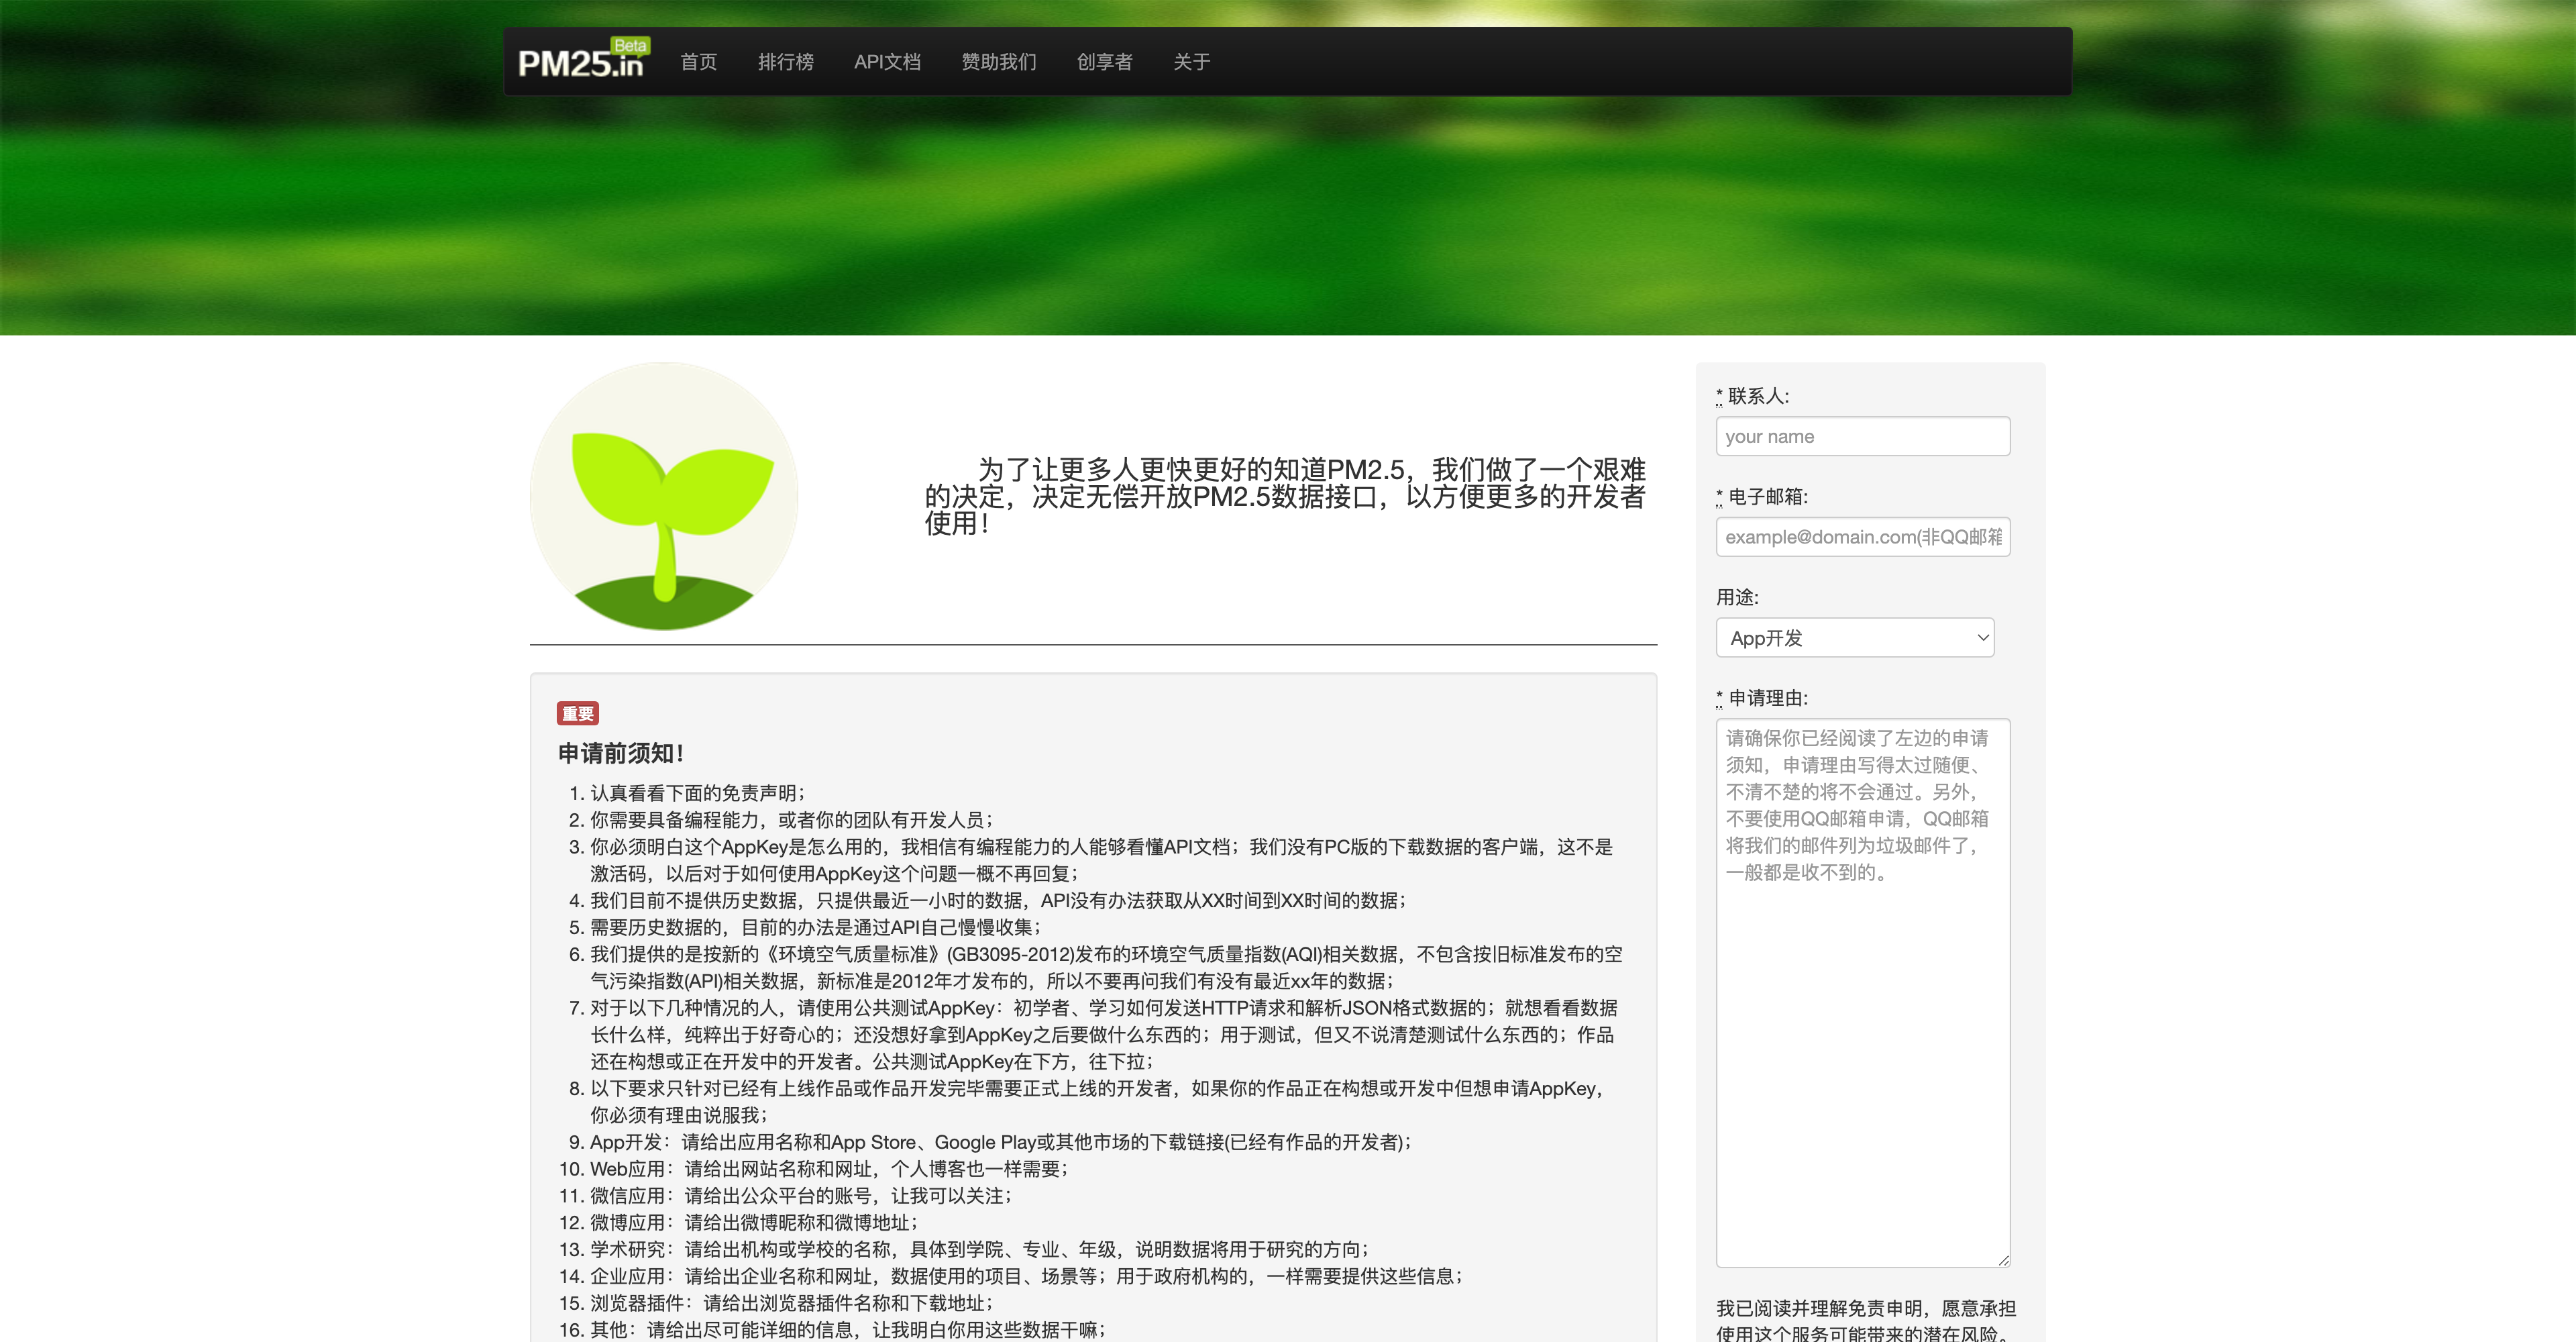 PM25.in Beta
首页 排行榜 API文档 赞助我们 创享者 关于
为了让更多人更快更好的知道PM2.5，我们做了一个艰难
的决定，决定无偿开放PM2.5数据接口，以方便更多的开发者
使用！
重要
申请前须知！
1. 认真看看下面的免责声明；
2. 你需要具备编程能力，或者你的团队有开发人员；
3. 你必须明白这个AppKey是怎么用的，我相信有编程能力的人能够看懂API文档；我们没有PC版的下载数据的客户端，这不是
激活码，以后对于如何使用AppKey这个问题一概不再回复；
4. 我们目前不提供历史数据，只提供最近一小时的数据，API没有办法获取从XX时间到XX时间的数据；
5. 需要历史数据的，目前的办法是通过API自己慢慢收集；
6. 我们提供的是按新的《环境空气质量标准》(GB3095-2012)发布的环境空气质量指数(AQI)相关数据，不包含按旧标准发布的空
气污染指数(API)相关数据，新标准是2012年才发布的，所以不要再问我们有没有最近xx年的数据；
7. 对于以下几种情况的人，请使用公共测试AppKey：初学者、学习如何发送HTTP请求和解析JSON格式数据的；就想看看数据
长什么样，纯粹出于好奇心的；还没想好拿到AppKey之后要做什么东西的；用于测试，但又不说清楚测试什么东西的；作品
还在构想或正在开发中的开发者。公共测试AppKey在下方，往下拉；
8. 以下要求只针对已经有上线作品或作品开发完毕需要正式上线的开发者，如果你的作品正在构想或开发中但想申请AppKey，
你必须有理由说服我；
9. App开发：请给出应用名称和App Store、Google Play或其他市场的下载链接(已经有作品的开发者)；
10. Web应用：请给出网站名称和网址，个人博客也一样需要；
11. 微信应用：请给出公众平台的账号，让我可以关注；
12. 微博应用：请给出微博昵称和微博地址；
13. 学术研究：请给出机构或学校的名称，具体到学院、专业、年级，说明数据将用于研究的方向；
14. 企业应用：请给出企业名称和网址，数据使用的项目、场景等；用于政府机构的，一样需要提供这些信息；
15. 浏览器插件：请给出浏览器插件名称和下载地址；
16. 其他：请给出尽可能详细的信息，让我明白你用这些数据干嘛；
* 联系人:
your name
* 电子邮箱:
example@domain.com(非QQ邮箱
用途:
App开发
* 申请理由:
请确保你已经阅读了左边的申请
须知，申请理由写得太过随便、
不清不楚的将不会通过。另外，
不要使用QQ邮箱申请，QQ邮箱
将我们的邮件列为垃圾邮件了，
一般都是收不到的。
我已阅读并理解免责申明，愿意承担
使用这个服务可能带来的潜在风险。